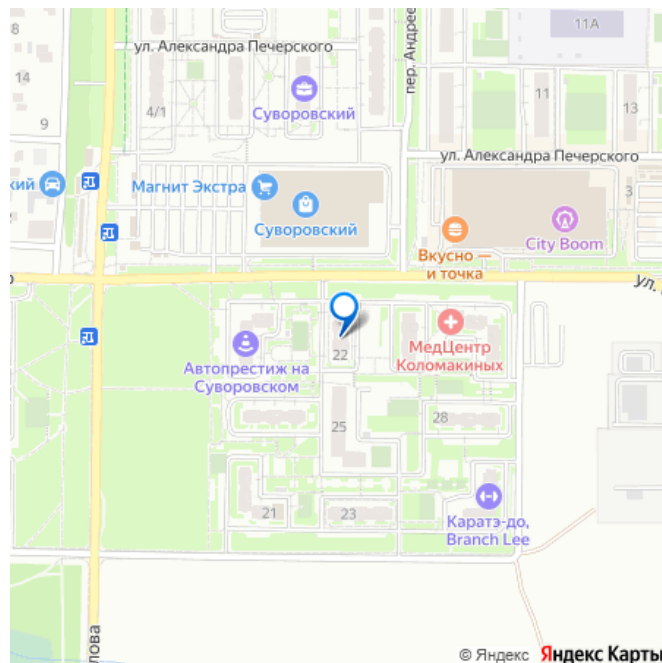 11А
ул. Александра Печерского
пер. Андрее
14
Суворовский
4/1
11
13
9
ул. Александра Печерского
кий
Магнит Экстра
3
Суворовский
City Boom
Вкусно —
и точка
о
ул.
22
МедЦентр
Коломакиных
Автопрестиж на
Суворовском
25
28
21
23
Каратэ-до,
Branch Lee
лова
© Яндекс Яндекс Карты